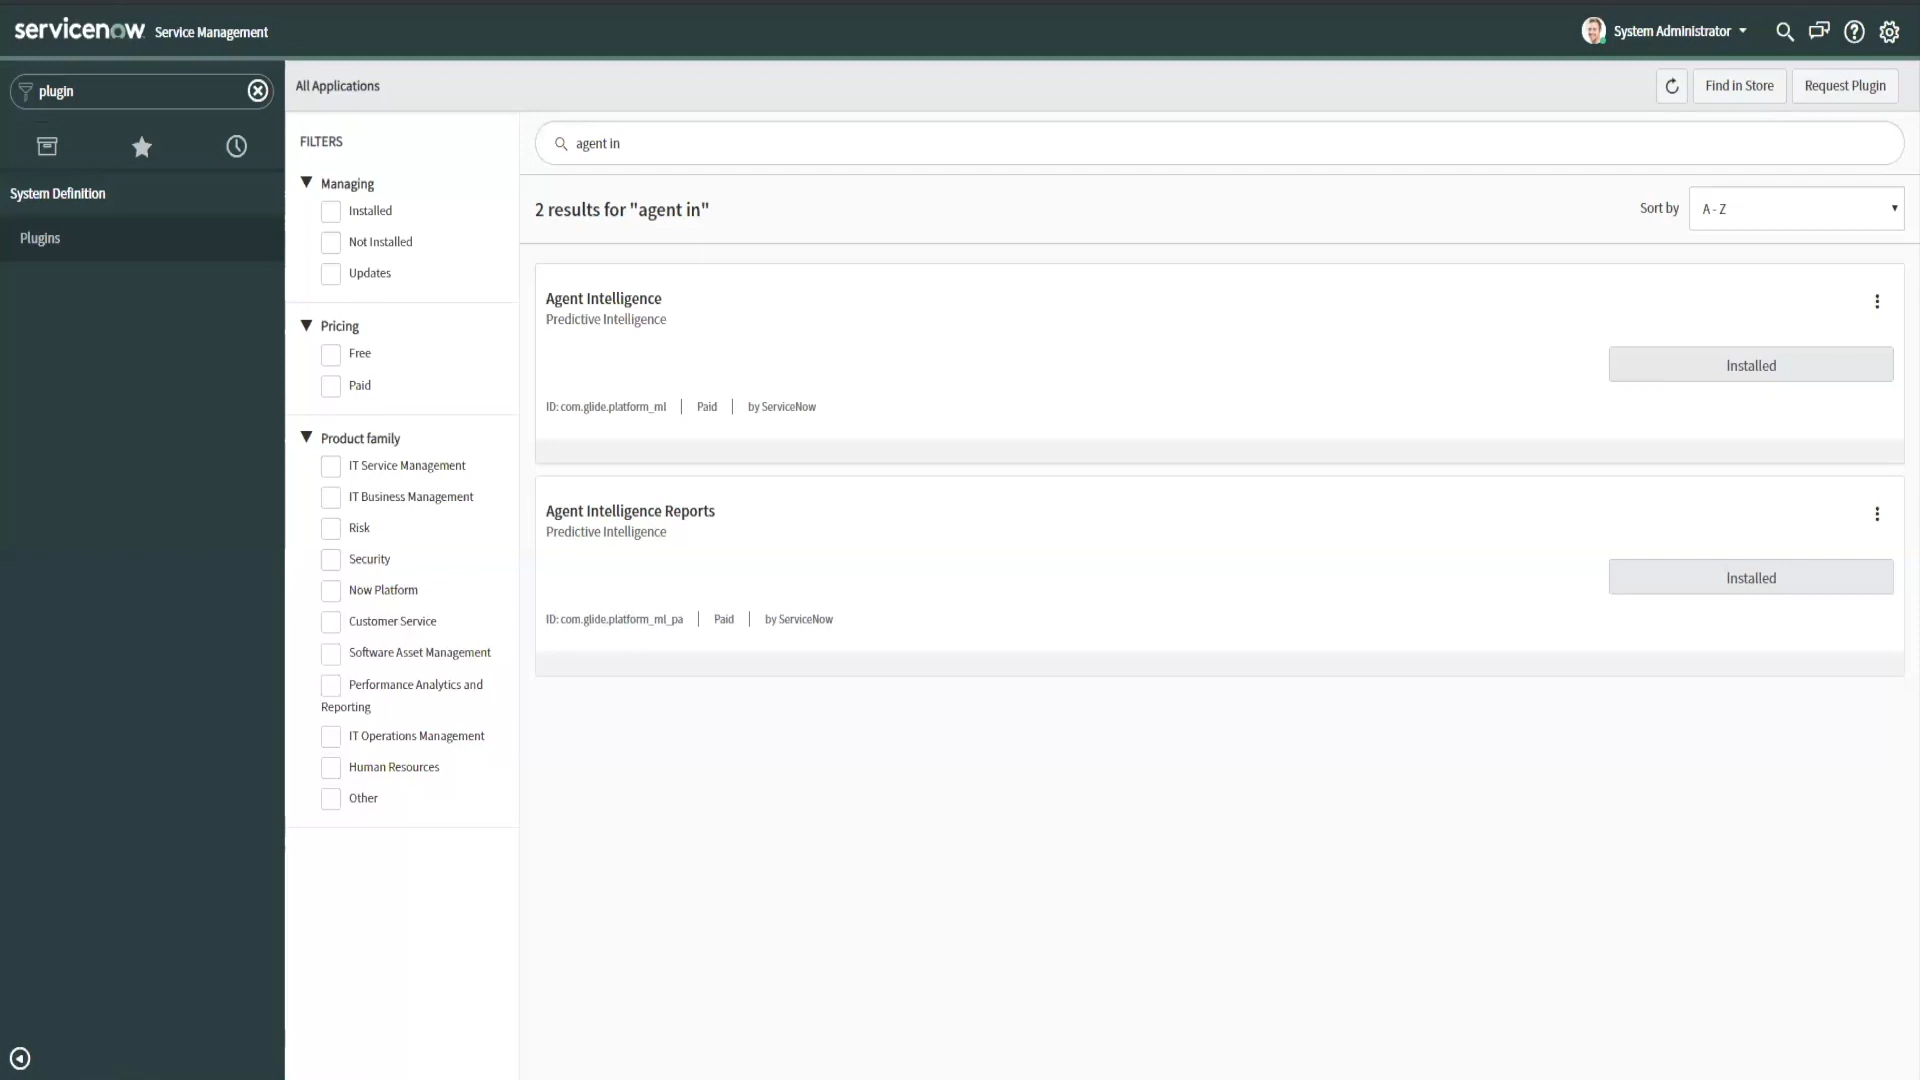 servicenow Service Management
System Administrator
plugin
System Definition
Plugins
All Applications
Find in Store
Request Plugin
FILTERS
Managing
Installed
Not Installed
Updates
Pricing
Free
Paid
Product family
IT Service Management
IT Business Management
Risk
Security
Now Platform
Customer Service
Software Asset Management
Performance Analytics and
Reporting
IT Operations Management
Human Resources
Other
agent in
2 results for "agent in"
Sort by
A - Z
Agent Intelligence
Predictive Intelligence
Installed
ID: com.glide.platform_ml | Paid | by ServiceNow
Agent Intelligence Reports
Predictive Intelligence
Installed
ID: com.glide.platform_ml_pa | Paid | by ServiceNow